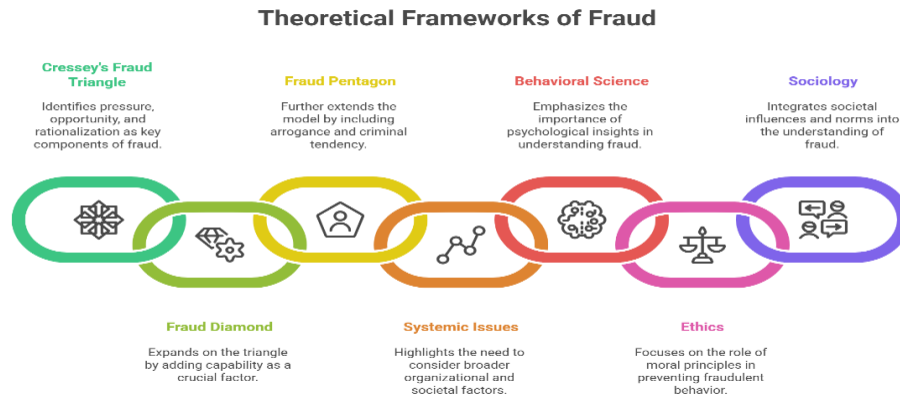 Theoretical Frameworks of Fraud
Cressey's Fraud
Triangle
Identifies pressure,
opportunity, and
rationalization as key
components of fraud.
Fraud Pentagon
Further extends the
model by including
arrogance and criminal
tendency.
Behavioral Science
Emphasizes the
importance of
psychological insights in
understanding fraud.
Sociology
Integrates societal
influences and norms into
the understanding of
fraud.
Fraud Diamond
Expands on the triangle
by adding capability as a
crucial factor.
Systemic Issues
Highlights the need to
consider broader
organizational and
societal factors.
Ethics
Focuses on the role of
moral principles in
preventing fraudulent
behavior.